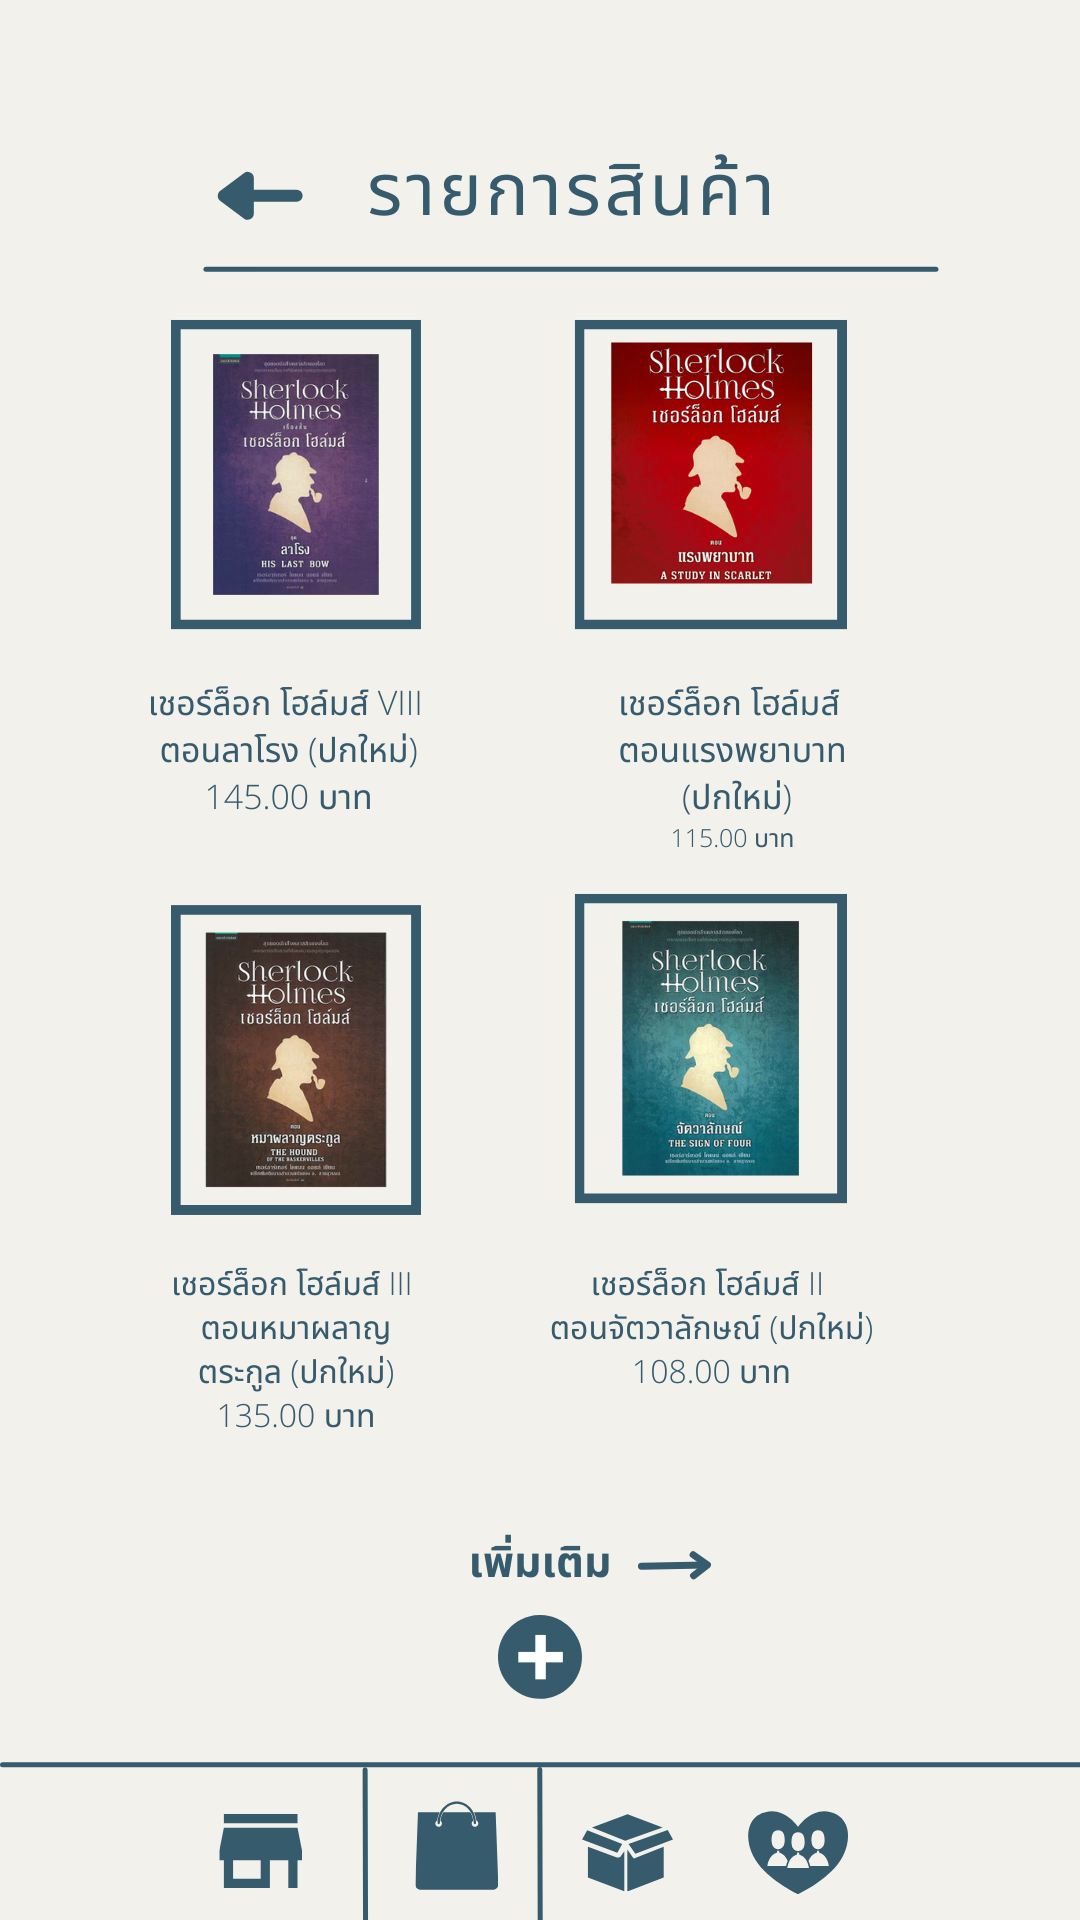 รายการสินค้า
Sherlock
Holmes
เรื่องสั้น
เชอร์ล็อก โฮล์มส์
ชุด
ลาโรง
HIS LAST BOW
Sherlock
Holmes
เชอร์ล็อก โฮล์มส์
ตอน
แรงพยาบาท
A STUDY IN SCARLET
เชอร์ล็อก โฮล์มส์ VIII
ตอนลาโรง (ปกใหม่)
145.00 บาท
เชอร์ล็อก โฮล์มส์
ตอนแรงพยาบาท
(ปกใหม่)
115.00 บาท
Sherlock
Holmes
เชอร์ล็อก โฮล์มส์
ตอน
หมาผลาญตระกูล
THE HOUND
OF THE BASKERVILLES
Sherlock
Holmes
เชอร์ล็อก โฮล์มส์
ตอน
จัตวาลักษณ์
THE SIGN OF FOUR
เชอร์ล็อก โฮล์มส์ III
ตอนหมาผลาญ
ตระกูล (ปกใหม่)
135.00 บาท
เชอร์ล็อก โฮล์มส์ II
ตอนจัตวาลักษณ์ (ปกใหม่)
108.00 บาท
เพิ่มเติม